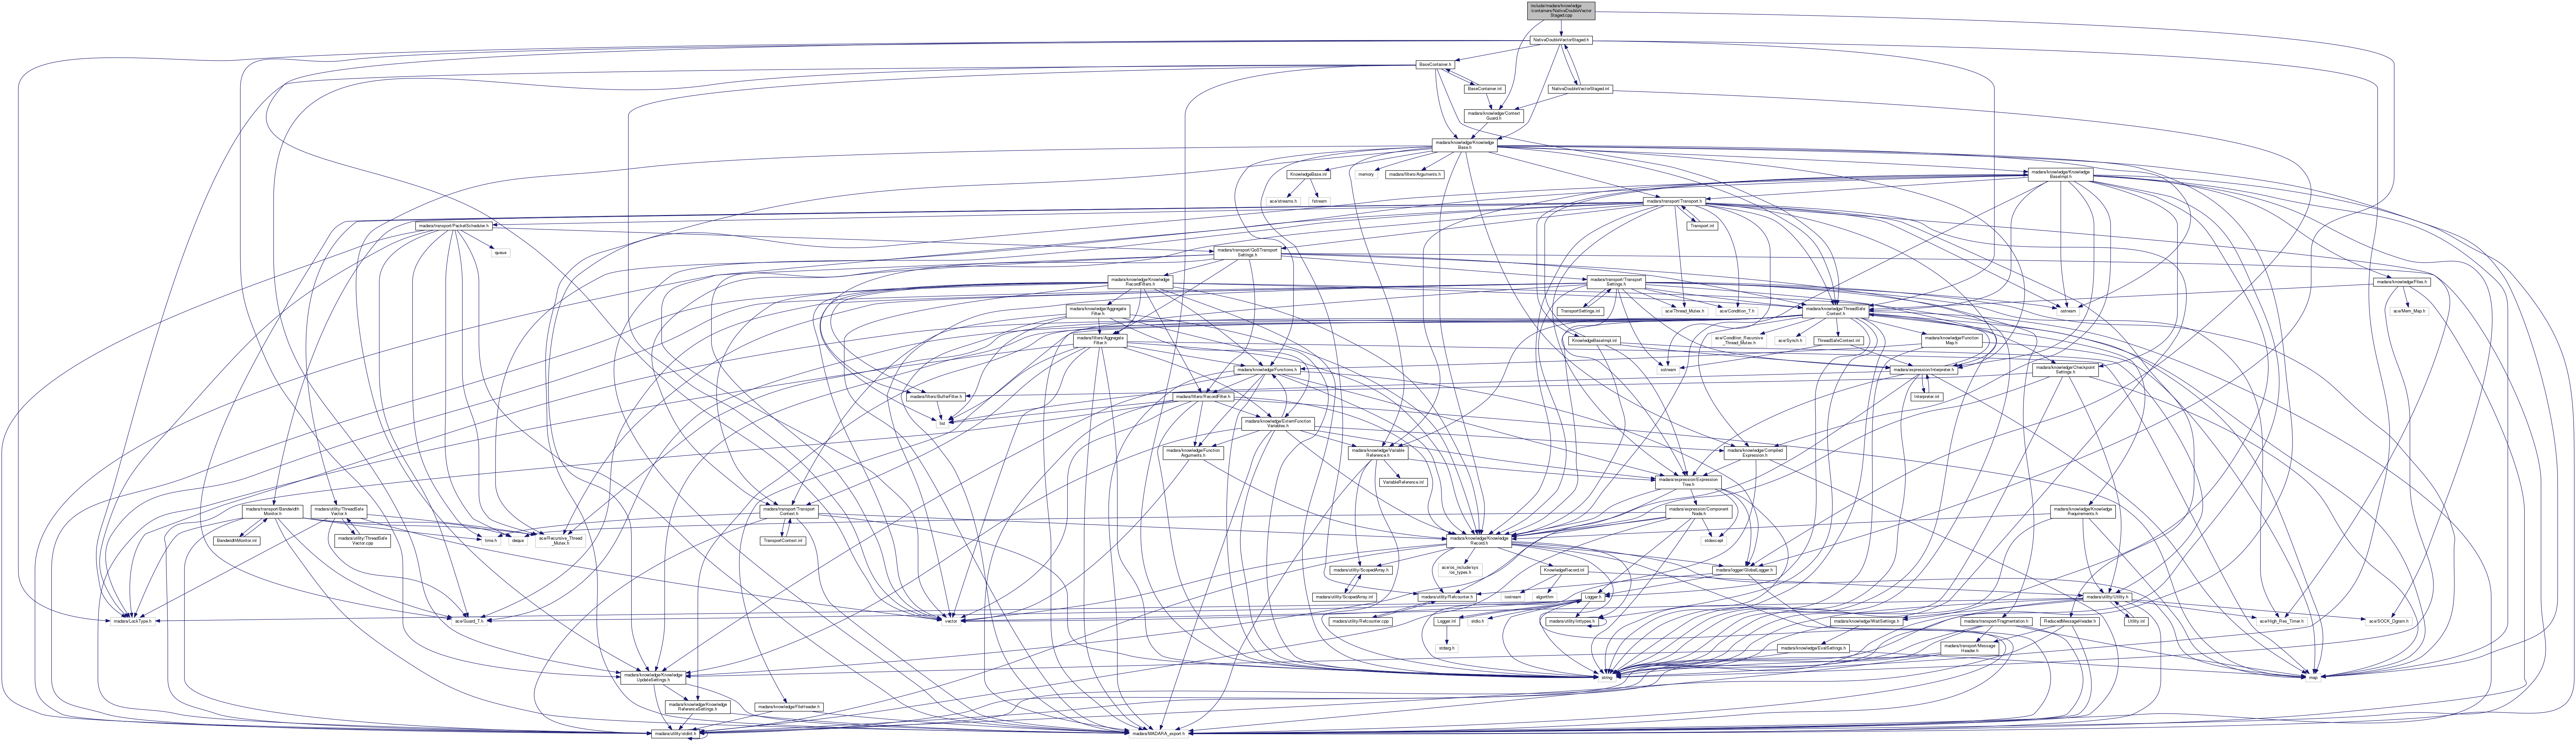 include/madara/knowledge
/containers/NativeDoubleVector
Staged.cpp
NativeDoubleVectorStaged.h
BaseContainer.h
BaseContainer.inl
NativeDoubleVectorStaged.inl
madara/knowledge/Context
Guard.h
madara/knowledge/Knowledge
Base.h
KnowledgeBase.inl
memory
madara/filters/Arguments.h
madara/knowledge/Knowledge
BaseImpl.h
ace/streams.h
fstream
madara/transport/Transport.h
madara/transport/PacketScheduler.h
Transport.inl
queue
madara/transport/QoSTransport
Settings.h
madara/knowledge/Knowledge
RecordFilters.h
madara/transport/Transport
Settings.h
madara/knowledge/Files.h
madara/knowledge/Aggregate
Filter.h
TransportSettings.inl
ace/Thread_Mutex.h
ace/Condition_T.h
madara/knowledge/ThreadSafe
Context.h
ostream
ace/Mem_Map.h
madara/filters/Aggregate
Filter.h
KnowledgeBaseImpl.inl
ace/Condition_Recursive
_Thread_Mutex.h
ace/Synch.h
ThreadSafeContext.inl
madara/knowledge/Function
Map.h
madara/knowledge/Functions.h
sstream
madara/expression/Interpreter.h
madara/knowledge/Checkpoint
Settings.h
madara/filters/BufferFilter.h
madara/filters/RecordFilter.h
Interpreter.inl
list
madara/knowledge/ExternFunction
Variables.h
madara/knowledge/Function
Arguments.h
madara/knowledge/Variable
Reference.h
madara/knowledge/Compiled
Expression.h
VariableReference.inl
madara/expression/Expression
Tree.h
madara/transport/Bandwidth
Monitor.h
madara/utility/ThreadSafe
Vector.h
madara/transport/Transport
Context.h
madara/expression/Component
Node.h
madara/knowledge/Knowledge
Requirements.h
BandwidthMonitor.inl
madara/utility/ThreadSafe
Vector.cpp
time.h
deque
ace/Recursive_Thread
_Mutex.h
TransportContext.inl
madara/knowledge/Knowledge
Record.h
stdexcept
madara/utility/ScopedArray.h
ace/os_include/sys
/os_types.h
KnowledgeRecord.inl
madara/logger/GlobalLogger.h
madara/utility/ScopedArray.inl
madara/utility/Refcounter.h
iostream
algorithm
Logger.h
madara/utility/Utility.h
madara/LockType.h
ace/Guard_T.h
vector
madara/utility/Refcounter.cpp
Logger.inl
stdio.h
madara/utility/inttypes.h
madara/knowledge/WaitSettings.h
madara/transport/Fragmentation.h
ReducedMessageHeader.h
Utility.inl
ace/High_Res_Timer.h
ace/SOCK_Dgram.h
stdarg.h
madara/knowledge/EvalSettings.h
madara/transport/Message
Header.h
madara/knowledge/Knowledge
UpdateSettings.h
string
map
madara/knowledge/Knowledge
ReferenceSettings.h
madara/knowledge/FileHeader.h
madara/utility/stdint.h
madara/MADARA_export.h